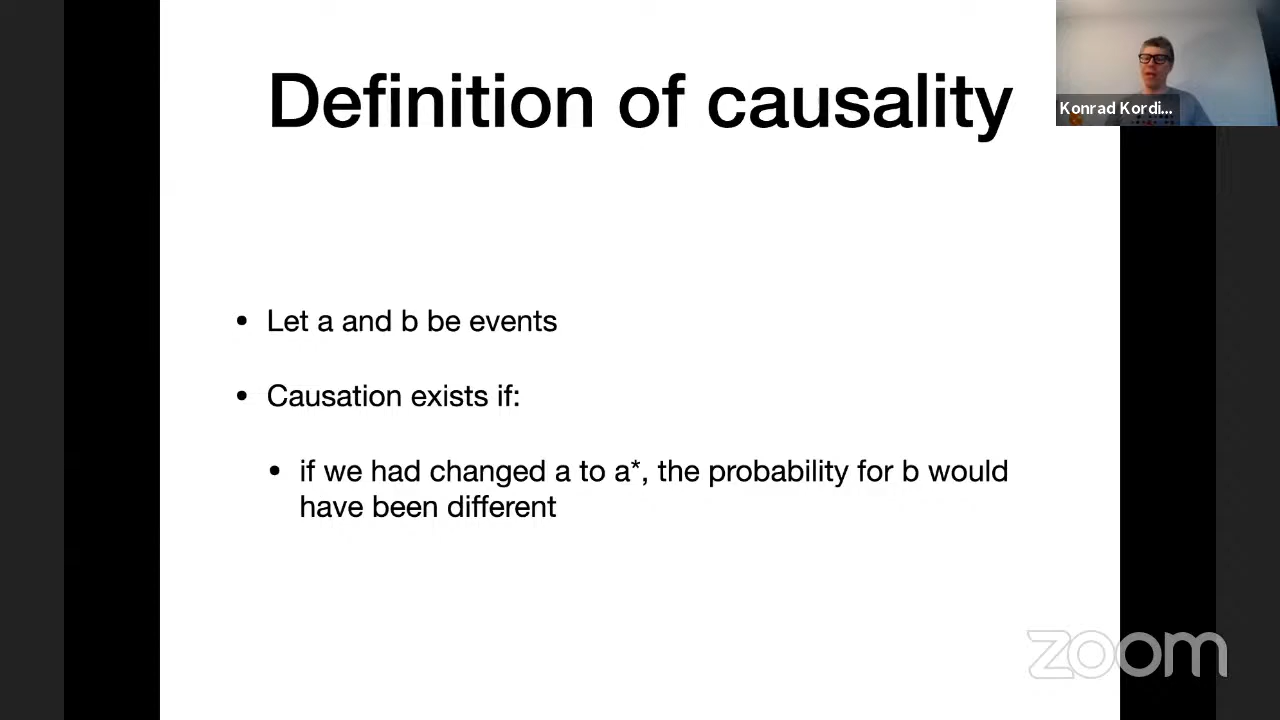 Definition of causality
Konrad Kordi...
• Let a and b be events
• Causation exists if:
• if we had changed a to a*, the probability for b would
have been different
zoom